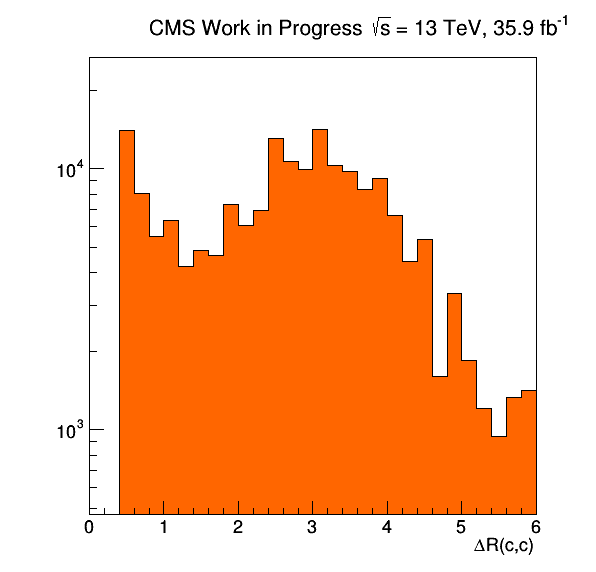 CMS Work in Progress √s = 13 TeV, 35.9 fb⁻¹
10⁴
10³
0 1 2 3 4 5 6
ΔR(c,c)